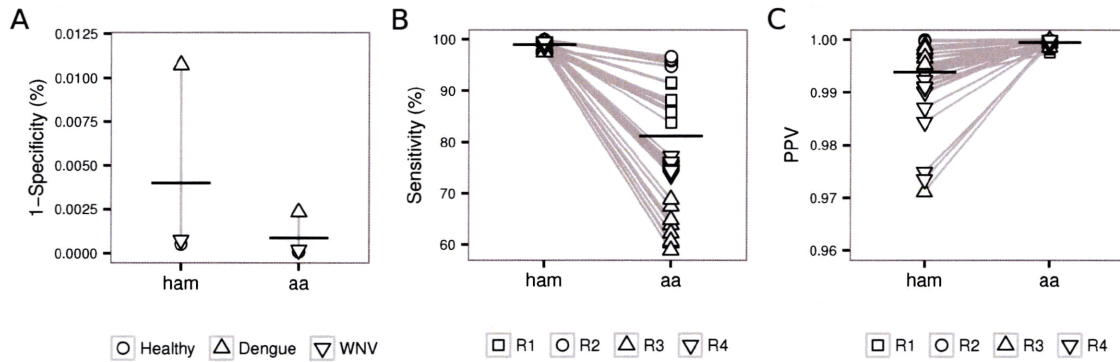 A
1−Specificity (%)
0.0125
0.0100
0.0075
0.0050
0.0025
0.0000
ham
aa
Healthy
Dengue
WNV
B
Sensitivity (%)
100
90
80
70
60
ham
aa
R1
R2
R3
R4
C
PPV
1.00
0.99
0.98
0.97
0.96
ham
aa
R1
R2
R3
R4